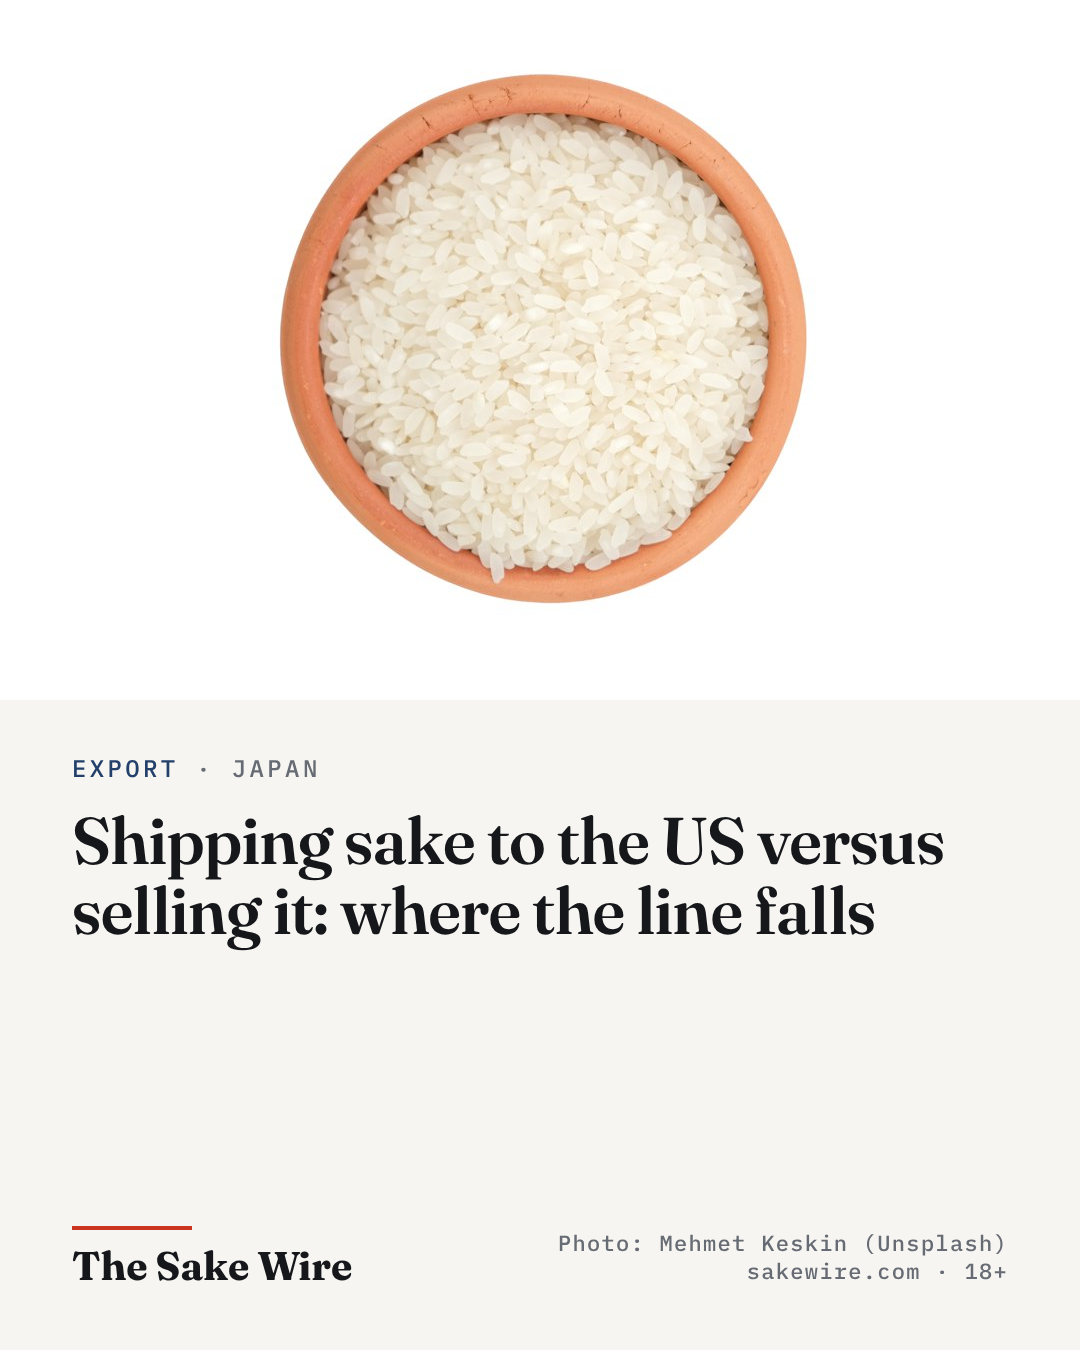 EXPORT · JAPAN
Shipping sake to the US versus
selling it: where the line falls
The Sake Wire
Photo: Mehmet Keskin (Unsplash)
sakewire.com · 18+